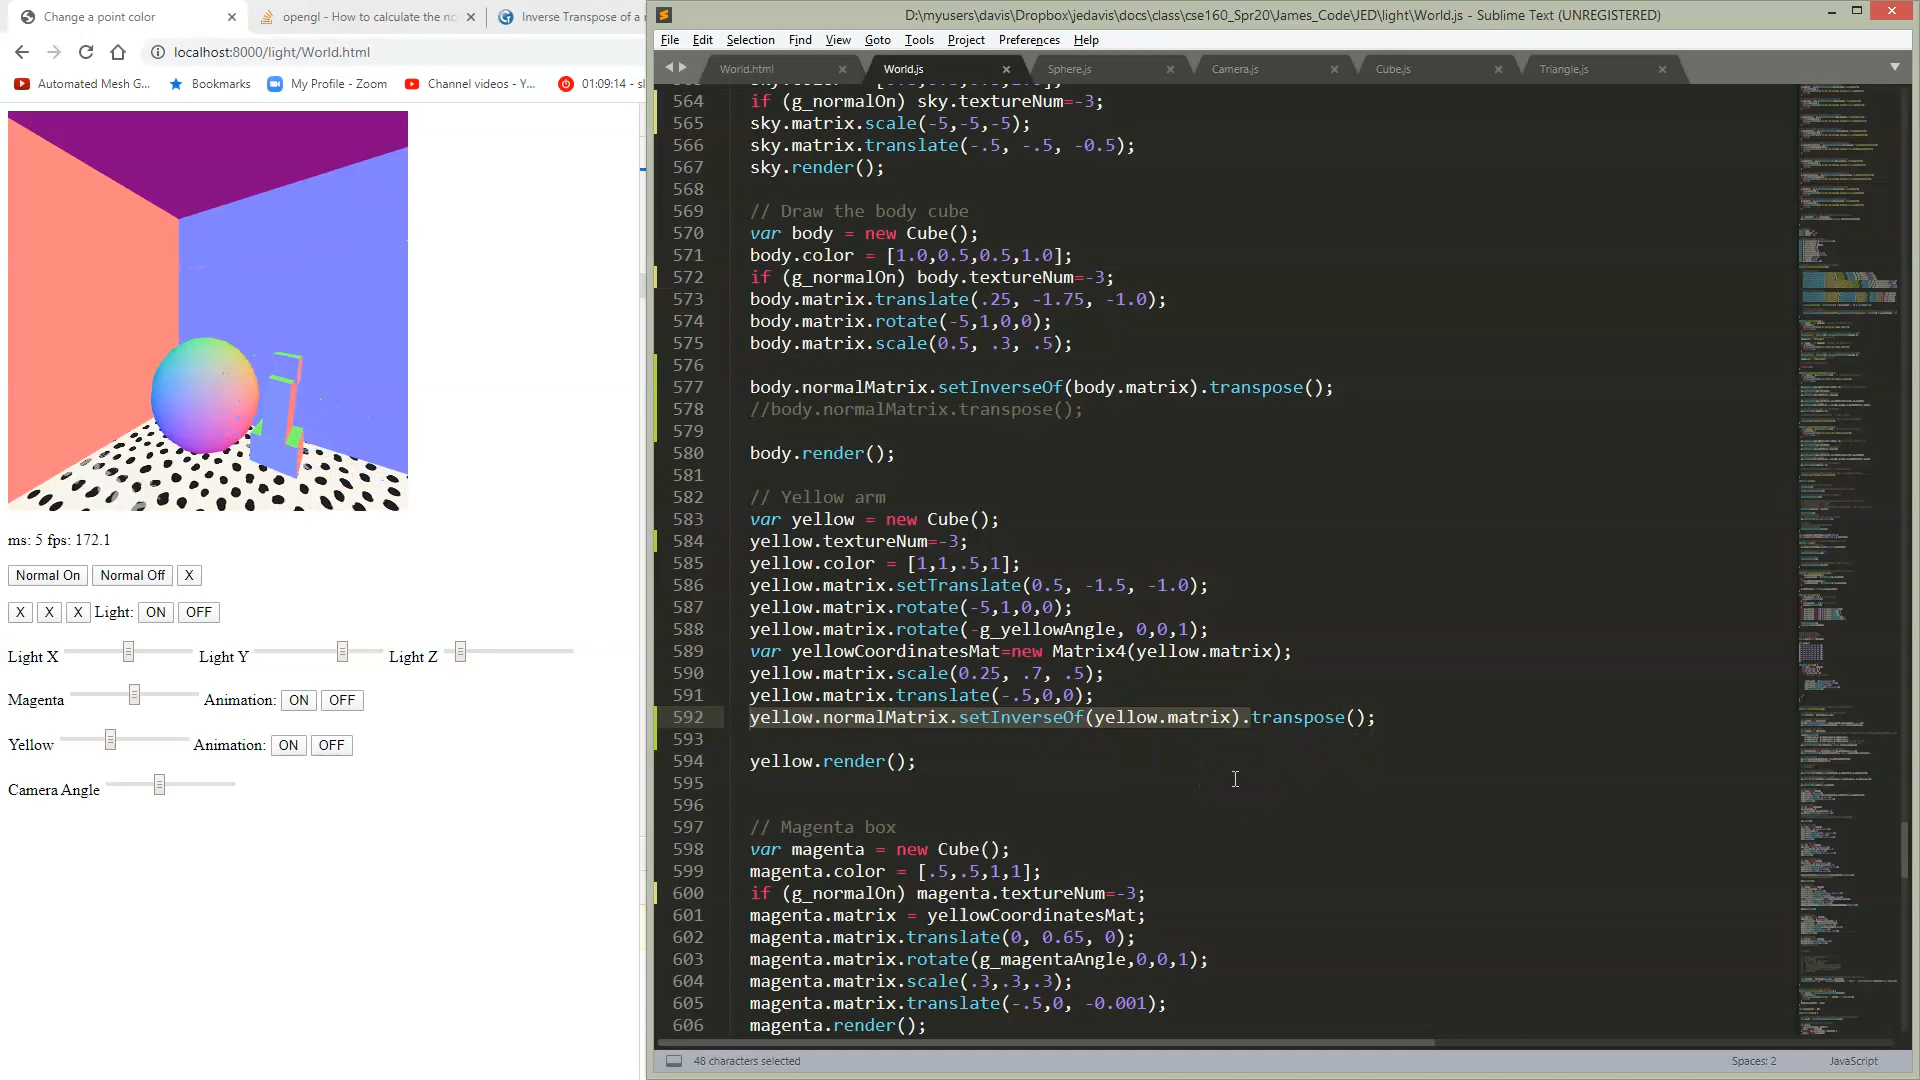 Change a point color
opengl - How to calculate the no
Inverse Transpose of a
localhost:8000/light/World.html
Automated Mesh G...
Bookmarks
My Profile - Zoom
Channel videos - Y...
01:09:14 - sl
ms: 5 fps: 172.1
Normal On Normal Off X
X X X Light: ON OFF
Light X Light Y Light Z
Magenta Animation: ON OFF
Yellow Animation: ON OFF
Camera Angle
D:\myusers\davis\Dropbox\jedavis\docs\class\cse160_Spr20\James_Code\JED\light\World.js - Sublime Text (UNREGISTERED)
File Edit Selection Find View Goto Tools Project Preferences Help
World.html World.js Sphere.js Camera.js Cube.js Triangle.js
564 if (g_normalOn) sky.textureNum=-3;
565 sky.matrix.scale(-5,-5,-5);
566 sky.matrix.translate(-.5, -.5, -0.5);
567 sky.render();
568
569 // Draw the body cube
570 var body = new Cube();
571 body.color = [1.0,0.5,0.5,1.0];
572 if (g_normalOn) body.textureNum=-3;
573 body.matrix.translate(.25, -1.75, -1.0);
574 body.matrix.rotate(-5,1,0,0);
575 body.matrix.scale(0.5, .3, .5);
576
577 body.normalMatrix.setInverseOf(body.matrix).transpose();
578 //body.normalMatrix.transpose();
579
580 body.render();
581
582 // Yellow arm
583 var yellow = new Cube();
584 yellow.textureNum=-3;
585 yellow.color = [1,1,.5,1];
586 yellow.matrix.setTranslate(0.5, -1.5, -1.0);
587 yellow.matrix.rotate(-5,1,0,0);
588 yellow.matrix.rotate(-g_yellowAngle, 0,0,1);
589 var yellowCoordinatesMat=new Matrix4(yellow.matrix);
590 yellow.matrix.scale(0.25, .7, .5);
591 yellow.matrix.translate(-.5,0,0);
592 yellow.normalMatrix.setInverseOf(yellow.matrix).transpose();
593
594 yellow.render();
595
596
597 // Magenta box
598 var magenta = new Cube();
599 magenta.color = [.5,.5,1,1];
600 if (g_normalOn) magenta.textureNum=-3;
601 magenta.matrix = yellowCoordinatesMat;
602 magenta.matrix.translate(0, 0.65, 0);
603 magenta.matrix.rotate(g_magentaAngle,0,0,1);
604 magenta.matrix.scale(.3,.3,.3);
605 magenta.matrix.translate(-.5,0, -0.001);
606 magenta.render();
48 characters selected
Spaces: 2 JavaScript